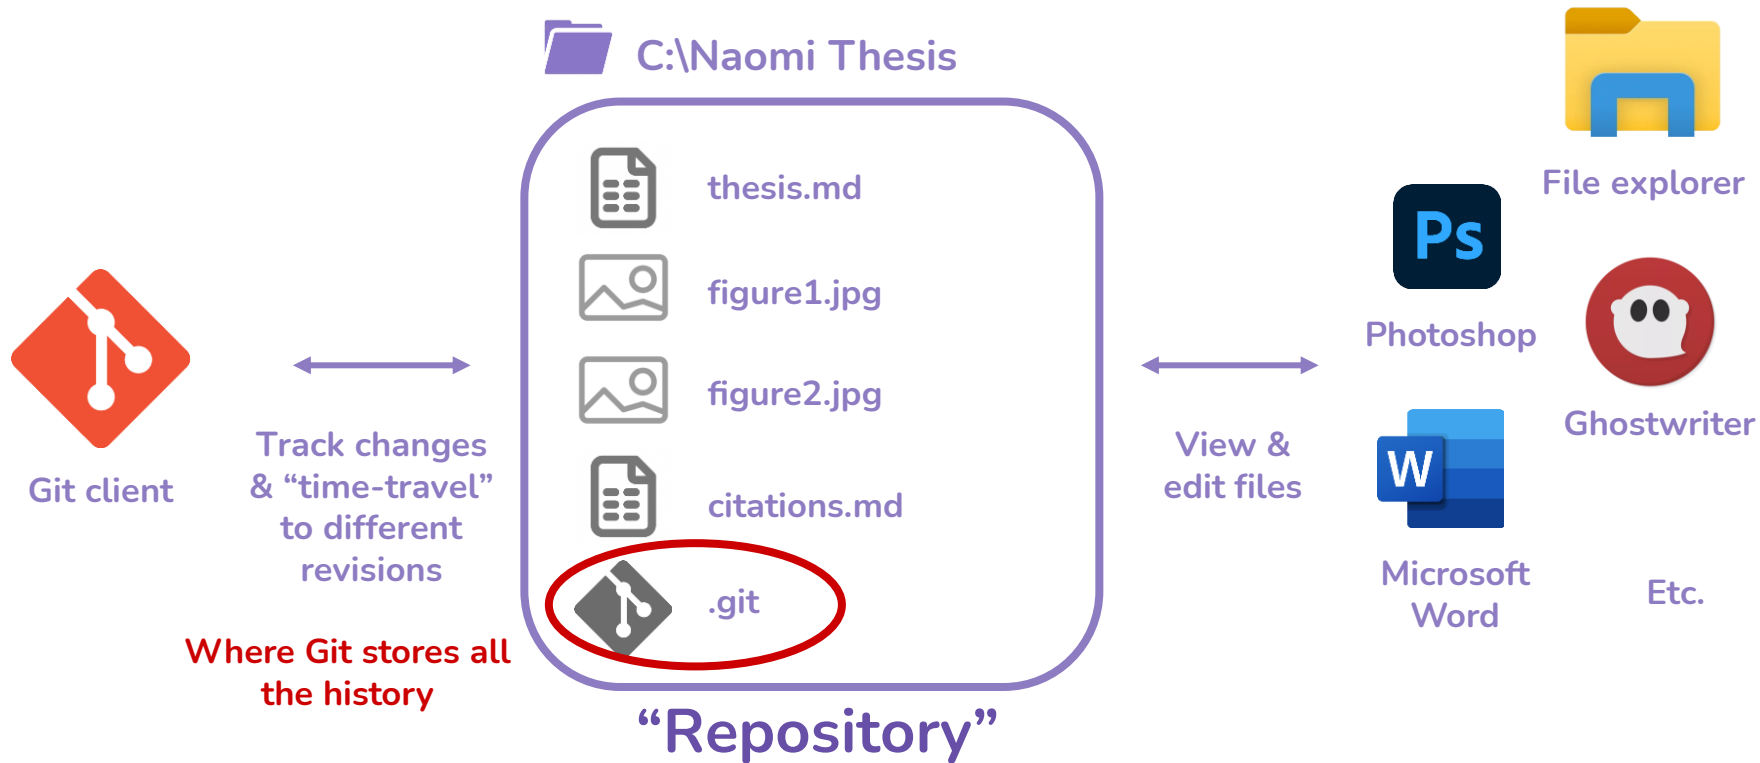 C:\Naomi Thesis
thesis.md
figure1.jpg
figure2.jpg
citations.md
.git
“Repository”
Git client
Track changes
& “time-travel”
to different
revisions
Where Git stores all
the history
View &
edit files
File explorer
Ps
Photoshop
Ghostwriter
W
Microsoft
Word
Etc.